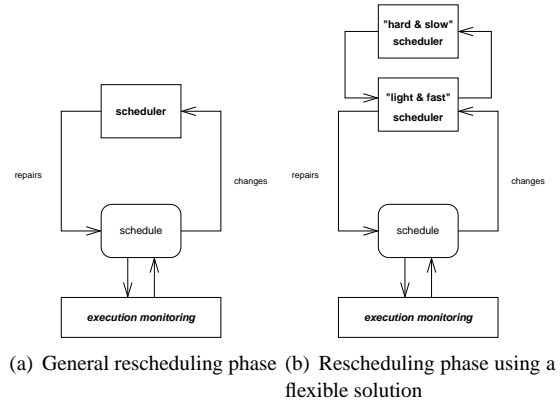 scheduler
repairs
changes
schedule
execution monitoring
(a) General rescheduling phase
"hard & slow"
scheduler
"light & fast"
scheduler
repairs
changes
schedule
execution monitoring
(b) Rescheduling phase using a
flexible solution